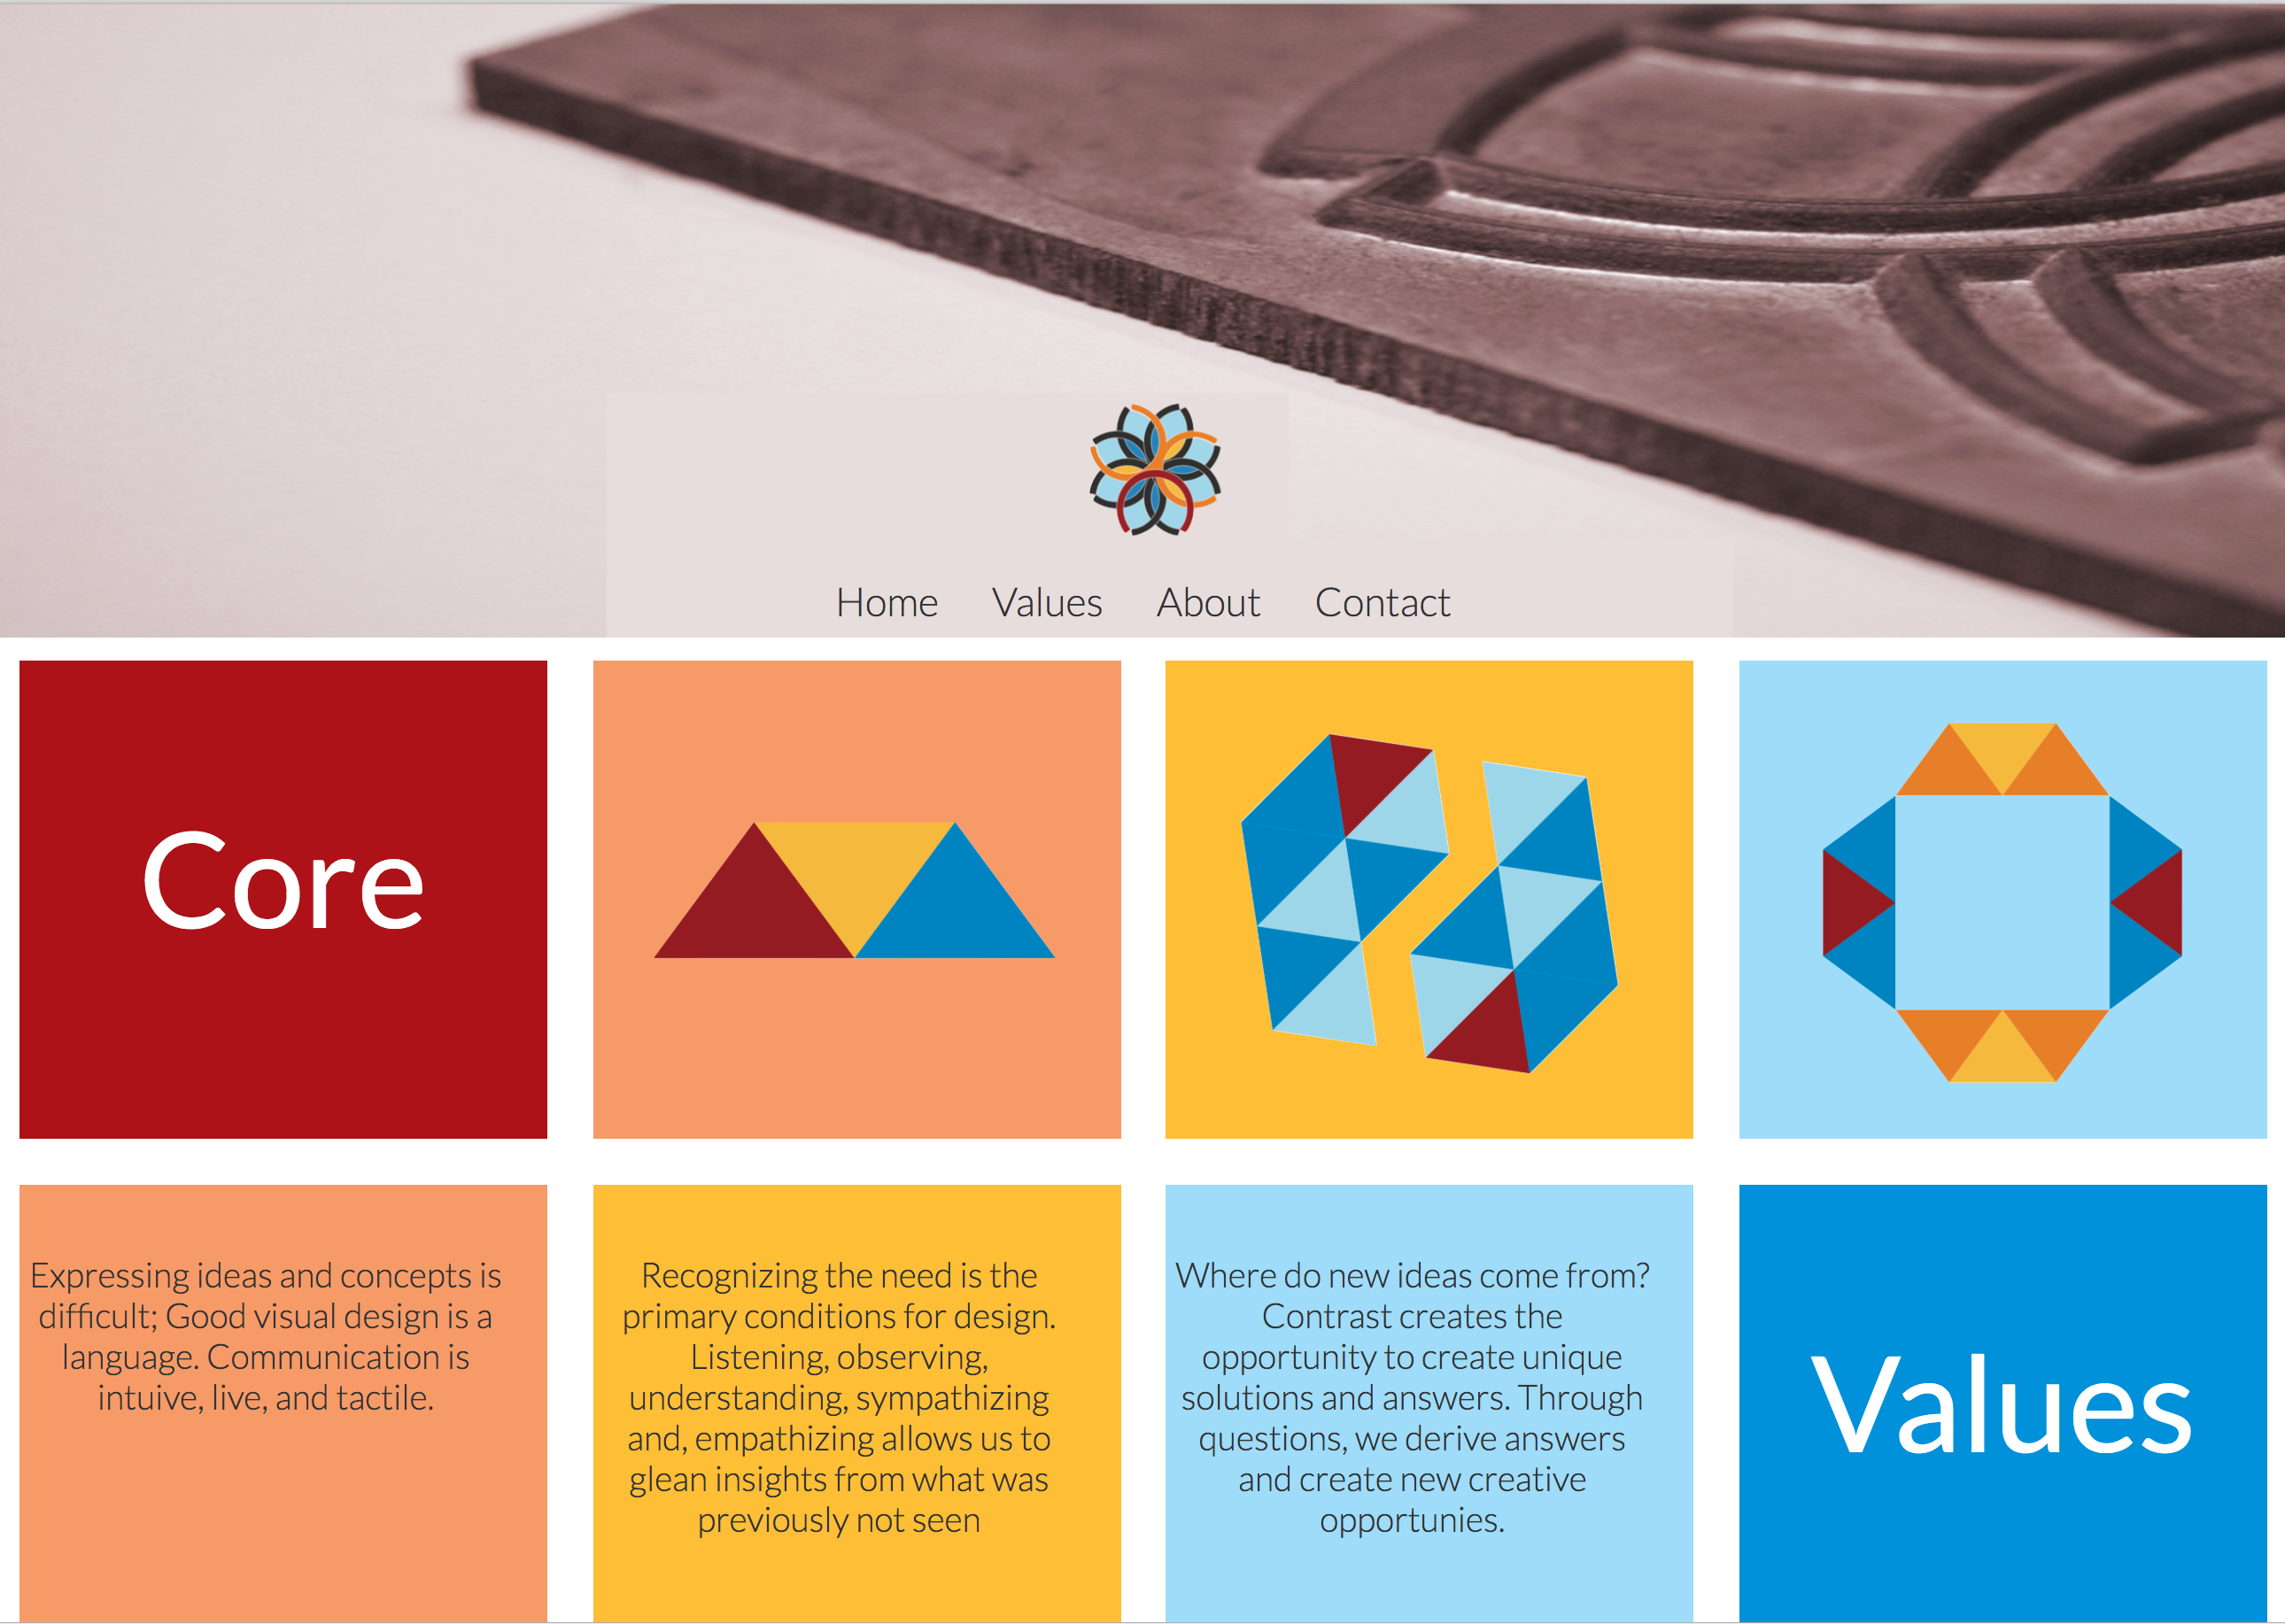 Home Values About Contact
Core
Expressing ideas and concepts is
difficult; Good visual design is a
language. Communication is
intuive, live, and tactile.
Recognizing the need is the
primary conditions for design.
Listening, observing,
understanding, sympathizing
and, empathizing allows us to
glean insights from what was
previously not seen
Where do new ideas come from?
Contrast creates the
opportunity to create unique
solutions and answers. Through
questions, we derive answers
and create new creative
opportunies.
Values